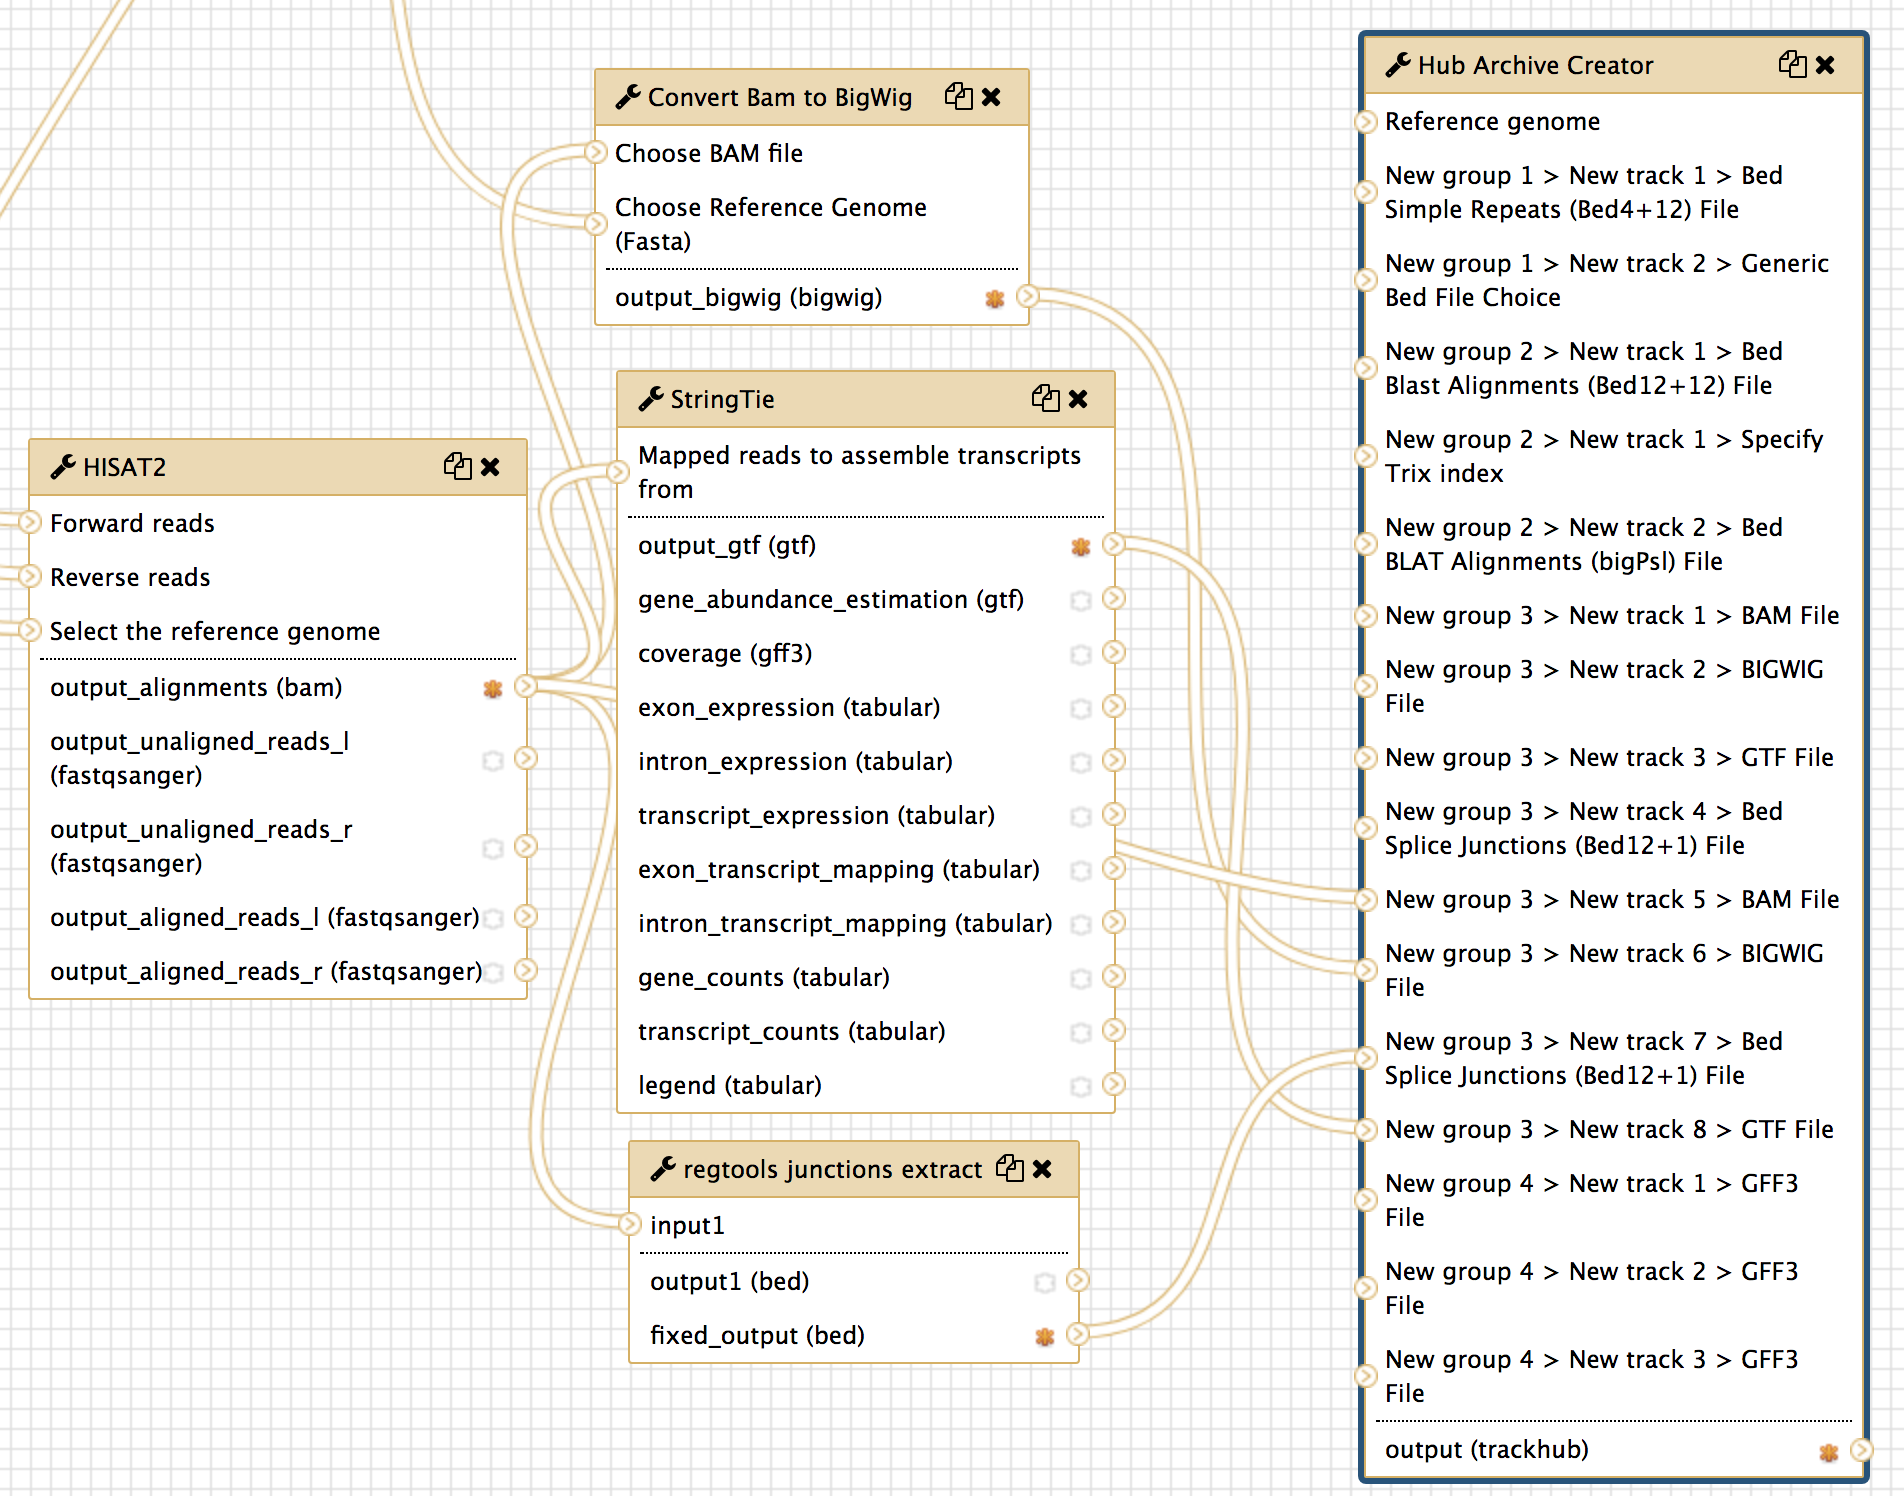 Convert Bam to BigWig
Choose BAM file
Choose Reference Genome
(Fasta)
output_bigwig (bigwig)
StringTie
Mapped reads to assemble transcripts
from
output_gtf (gtf)
gene_abundance_estimation (gtf)
coverage (gff3)
exon_expression (tabular)
intron_expression (tabular)
transcript_expression (tabular)
exon_transcript_mapping (tabular)
intron_transcript_mapping (tabular)
gene_counts (tabular)
transcript_counts (tabular)
legend (tabular)
HISAT2
Forward reads
Reverse reads
Select the reference genome
output_alignments (bam)
output_unaligned_reads_l
(fastqsanger)
output_unaligned_reads_r
(fastqsanger)
output_aligned_reads_l (fastqsanger)
output_aligned_reads_r (fastqsanger)
regtools junctions extract
input1
output1 (bed)
fixed_output (bed)
Hub Archive Creator
Reference genome
New group 1 > New track 1 > Bed
Simple Repeats (Bed4+12) File
New group 1 > New track 2 > Generic
Bed File Choice
New group 2 > New track 1 > Bed
Blast Alignments (Bed12+12) File
New group 2 > New track 1 > Specify
Trix index
New group 2 > New track 2 > Bed
BLAT Alignments (bigPsl) File
New group 3 > New track 1 > BAM File
New group 3 > New track 2 > BIGWIG
File
New group 3 > New track 3 > GTF File
New group 3 > New track 4 > Bed
Splice Junctions (Bed12+1) File
New group 3 > New track 5 > BAM File
New group 3 > New track 6 > BIGWIG
File
New group 3 > New track 7 > Bed
Splice Junctions (Bed12+1) File
New group 3 > New track 8 > GTF File
New group 4 > New track 1 > GFF3
File
New group 4 > New track 2 > GFF3
File
New group 4 > New track 3 > GFF3
File
output (trackhub)